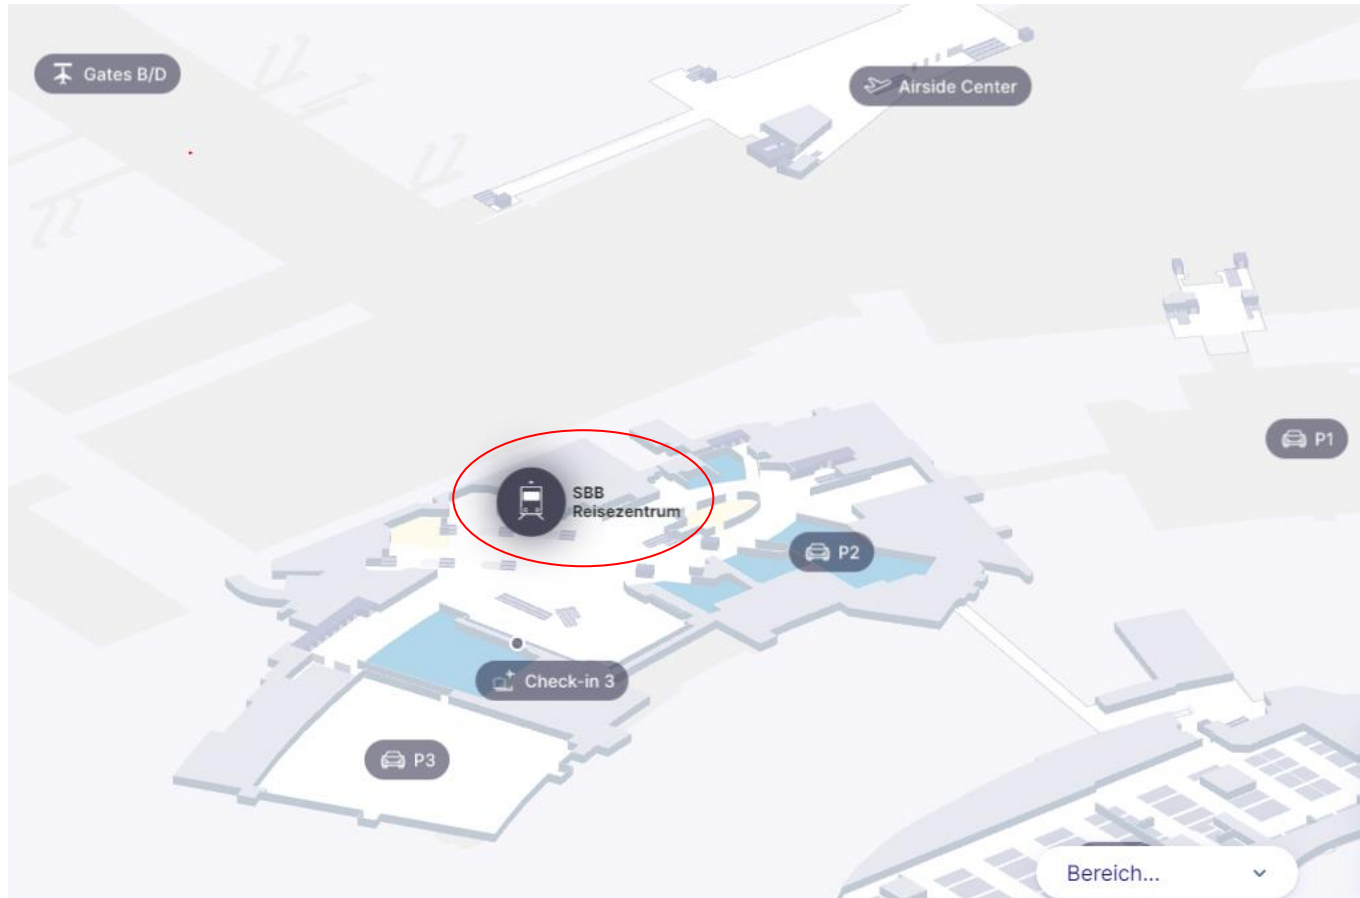 Gates B/D
Airside Center
P1
SBB
Reisezentrum
P2
Check-in 3
P3
Bereich...